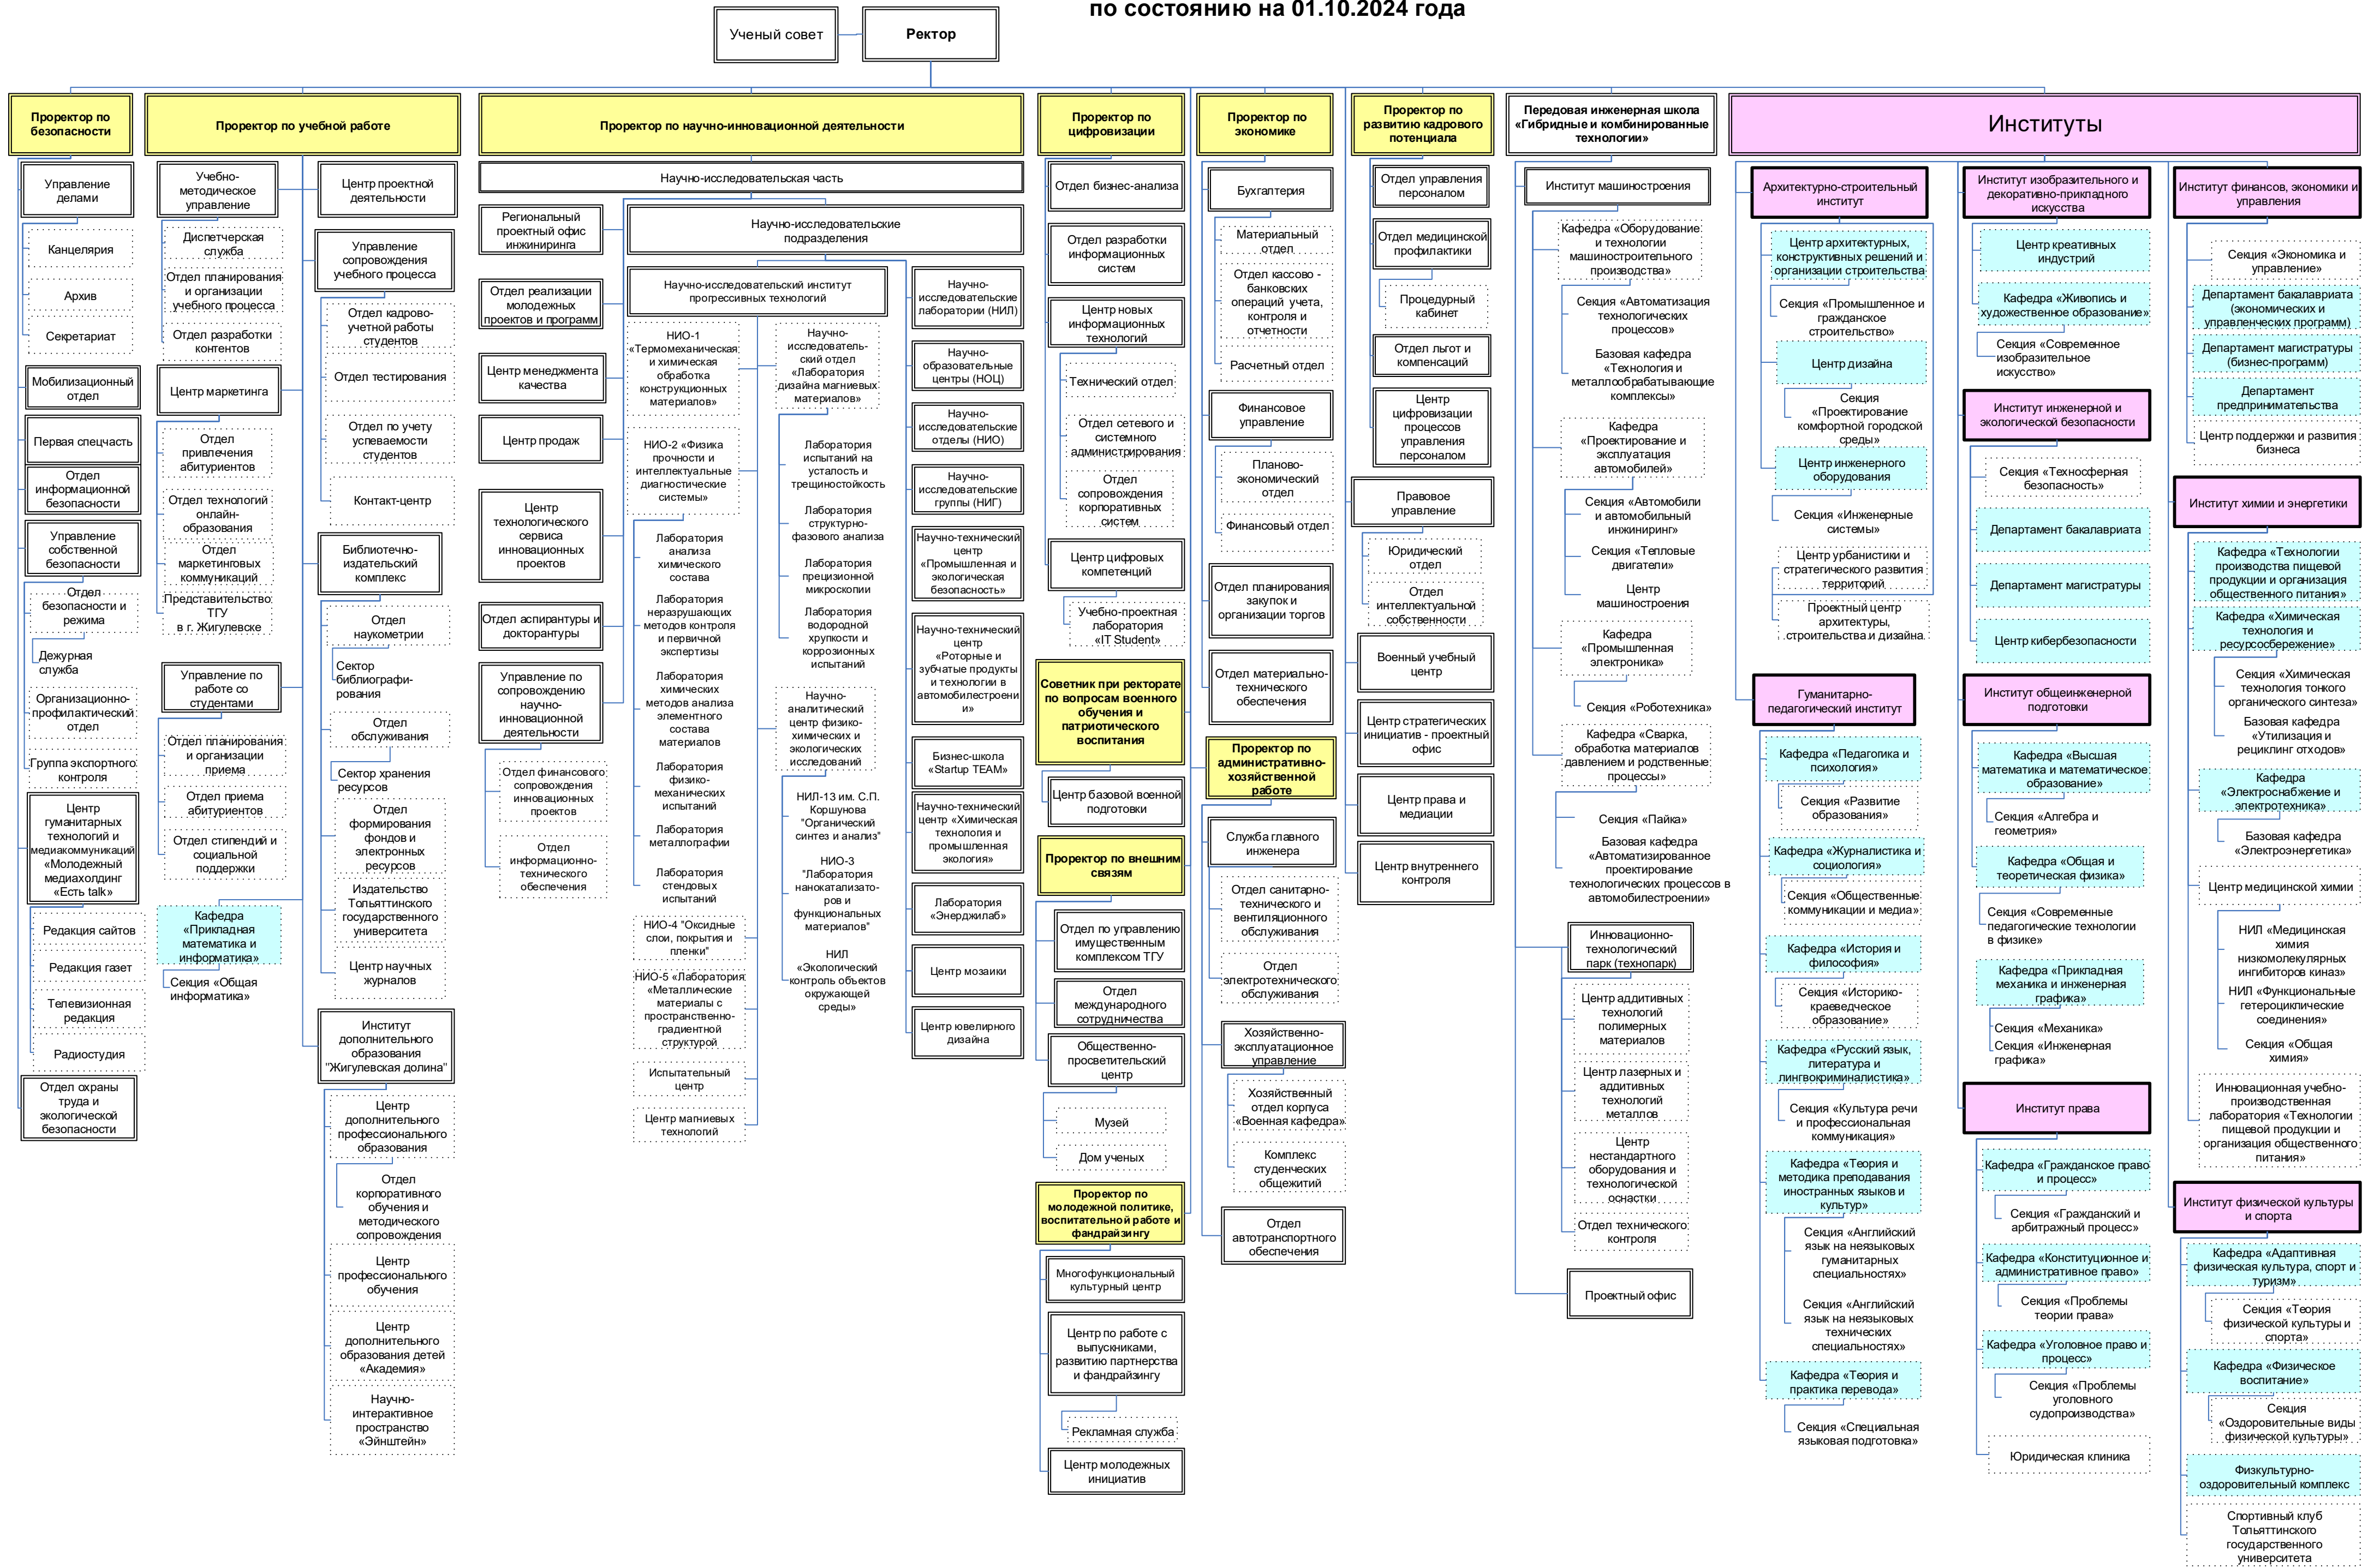 по состоянию на 01.10.2024 года
Ученый совет
Ректор
Проректор по
безопасности
Управление
делами
Канцелярия
Архив
Секретариат
Мобилизационный
отдел
Первая спецчасть
Отдел
информационной
безопасности
Управление
собственной
безопасности
Отдел
безопасности и
режима
Дежурная
служба
Организационно-
профилактический
отдел
Группа экспортного
контроля
Центр
гуманитарных
технологий и
медиакоммуникаций
«Молодежный
медиахолдинг
«Есть talk»
Редакция сайтов
Редакция газет
Телевизионная
редакция
Радиостудия
Отдел охраны
труда и
экологической
безопасности
Проректор по учебной работе
Учебно-
методическое
управление
Диспетчерская
служба
Отдел планирования
и организации
учебного процесса
Отдел разработки
контентов
Центр маркетинга
Отдел
привлечения
абитуриентов
Отдел технологий
онлайн-
образования
Отдел
маркетинговых
коммуникаций
Представительство
ТГУ
в г. Жигулевске
Управление по
работе со
студентами
Отдел планирования
и организации
приема
Отдел приема
абитуриентов
Отдел стипендий и
социальной
поддержки
Кафедра
«Прикладная
математика и
информатика»
Секция «Общая
информатика»
Центр проектной
деятельности
Управление
сопровождения
учебного процесса
Отдел кадрово-
учетной работы
студентов
Отдел тестирования
Отдел по учету
успеваемости
студентов
Контакт-центр
Библиотечно-
издательский
комплекс
Отдел
наукометрии
Сектор
библиографи-
рования
Отдел
обслуживания
Сектор хранения
ресурсов
Отдел
формирования
фондов и
электронных
ресурсов
Издательство
Тольяттинского
государственного
университета
Центр научных
журналов
Институт
дополнительного
образования
"Жигулевская долина"
Центр
дополнительного
профессионального
образования
Отдел
корпоративного
обучения и
методического
сопровождения
Центр
профессионального
обучения
Центр
дополнительного
образования детей
«Академия»
Научно-
интерактивное
пространство
«Эйнштейн»
Проректор по научно-инновационной деятельности
Научно-исследовательская часть
Региональный
проектный офис
инжиниринга
Отдел реализации
молодежных
проектов и программ
Центр менеджмента
качества
Центр продаж
Центр
технологического
сервиса
инновационных
проектов
Отдел аспирантуры и
докторантуры
Управление по
сопровождению
научно-
инновационной
деятельности
Отдел финансового
сопровождения
инновационных
проектов
Отдел
информационно-
технического
обеспечения
Научно-исследовательские
подразделения
Научно-исследовательский институт
прогрессивных технологий
НИО-1
«Термомеханическая
и химическая
обработка
конструкционных
материалов»
НИО-2 «Физика
прочности и
интеллектуальные
диагностические
системы»
Лаборатория
анализа
химического
состава
Лаборатория
неразрушающих
методов контроля
и первичной
экспертизы
Лаборатория
химических
методов анализа
элементного
состава
материалов
Лаборатория
физико-
механических
испытаний
Лаборатория
металлографии
Лаборатория
стендовых
испытаний
НИО-4 "Оксидные
слои, покрытия и
пленки"
НИО-5 «Лаборатория
«Металлические
материалы с
пространственно-
градиентной
структурой
Испытательный
центр
Центр магниевых
технологий
Научно-
исследователь-
ский отдел
«Лаборатория
дизайна магниевых
материалов»
Лаборатория
испытаний на
усталость и
трещиностойкость
Лаборатория
структурно-
фазового анализа
Лаборатория
прецизионной
микроскопии
Лаборатория
водородной
хрупкости и
коррозионных
испытаний
Научно-
аналитический
центр физико-
химических и
экологических
исследований
НИЛ-13 им. С.П.
Коршунова
"Органический
синтез и анализ"
НИО-3
"Лаборатория
нанокатализато-
ров и
функциональных
материалов"
НИЛ
«Экологический
контроль объектов
окружающей
среды»
Научно-
исследовательские
лаборатории (НИЛ)
Научно-
образовательные
центры (НОЦ)
Научно-
исследовательские
отделы (НИО)
Научно-
исследовательские
группы (НИГ)
Научно-технический
центр
«Промышленная и
экологическая
безопасность»
Научно-технический
центр
«Роторные и
зубчатые продукты
и технологии в
автомобилестроени
и»
Бизнес-школа
«Startup TEAM»
Научно-технический
центр «Химическая
технология и
промышленная
экология»
Лаборатория
«Энерджилаб»
Центр мозаики
Центр ювелирного
дизайна
Проректор по
цифровизации
Отдел бизнес-анализа
Отдел разработки
информационных
систем
Центр новых
информационных
технологий
Технический отдел
Отдел сетевого и
системного
администрирования
Отдел
сопровождения
корпоративных
систем
Центр цифровых
компетенций
Учебно-проектная
лаборатория
«IT Student»
Советник при ректорате
по вопросам военного
обучения и
патриотического
воспитания
Центр базовой военной
подготовки
Проректор по внешним
связям
Отдел по управлению
имущественным
комплексом ТГУ
Отдел
международного
сотрудничества
Общественно-
просветительский
центр
Музей
Дом ученых
Проректор по
молодежной политике,
воспитательной работе и
фандрайзингу
Многофункциональный
культурный центр
Центр по работе с
выпускниками,
развитию партнерства
и фандрайзингу
Рекламная служба
Центр молодежных
инициатив
Проректор по
экономике
Бухгалтерия
Материальный
отдел
Отдел кассово -
банковских
операций учета,
контроля и
отчетности
Расчетный отдел
Финансовое
управление
Планово-
экономический
отдел
Финансовый отдел
Отдел планирования
закупок и
организации торгов
Отдел материально-
технического
обеспечения
Проректор по
административно-
хозяйственной
работе
Служба главного
инженера
Отдел санитарно-
технического и
вентиляционного
обслуживания
Отдел
электротехнического
обслуживания
Хозяйственно-
эксплуатационное
управление
Хозяйственный
отдел корпуса
«Военная кафедра»
Комплекс
студенческих
общежитий
Отдел
автотранспортного
обеспечения
Проректор по
развитию кадрового
потенциала
Отдел управления
персоналом
Отдел медицинской
профилактики
Процедурный
кабинет
Отдел льгот и
компенсаций
Центр
цифровизации
процессов
управления
персоналом
Правовое
управление
Юридический
отдел
Отдел
интеллектуальной
собственности
Военный учебный
центр
Центр стратегических
инициатив - проектный
офис
Центр права и
медиации
Центр внутреннего
контроля
Передовая инженерная школа
«Гибридные и комбинированные
технологии»
Институт машиностроения
Кафедра «Оборудование
и технологии
машиностроительного
производства»
Секция «Автоматизация
технологических
процессов»
Базовая кафедра
«Технология и
металлообрабатывающие
комплексы»
Кафедра
«Проектирование и
эксплуатация
автомобилей»
Секция «Автомобили
и автомобильный
инжиниринг»
Секция «Тепловые
двигатели»
Центр
машиностроения
Кафедра
«Промышленная
электроника»
Секция «Роботехника»
Кафедра «Сварка,
обработка материалов
давлением и родственные
процессы»
Секция «Пайка»
Базовая кафедра
«Автоматизированное
проектирование
технологических процессов в
автомобилестроении»
Инновационно-
технологический
парк (технопарк)
Центр аддитивных
технологий
полимерных
материалов
Центр лазерных и
аддитивных
технологий
металлов
Центр
нестандартного
оборудования и
технологической
оснастки
Отдел технического
контроля
Проектный офис
Институты
Архитектурно-строительный
институт
Центр архитектурных,
конструктивных решений и
организации строительства
Секция «Промышленное и
гражданское
строительство»
Центр дизайна
Секция
«Проектирование
комфортной городской
среды»
Центр инженерного
оборудования
Секция «Инженерные
системы»
Центр урбанистики и
стратегического развития
территорий
Проектный центр
архитектуры,
строительства и дизайна
Гуманитарно-
педагогический институт
Кафедра «Педагогика и
психология»
Секция «Развитие
образования»
Кафедра «Журналистика и
социология»
Секция «Общественные
коммуникации и медиа»
Кафедра «История и
философия»
Секция «Историко-
краеведческое
образование»
Кафедра «Русский язык,
литература и
лингвокриминалистика»
Секция «Культура речи
и профессиональная
коммуникация»
Кафедра «Теория и
методика преподавания
иностранных языков и
культур»
Секция «Английский
язык на неязыковых
гуманитарных
специальностях»
Секция «Английский
язык на неязыковых
технических
специальностях»
Кафедра «Теория и
практика перевода»
Секция «Специальная
языковая подготовка»
Институт изобразительного и
декоративно-прикладного
искусства
Центр креативных
индустрий
Кафедра «Живопись и
художественное образование»
Секция «Современное
изобразительное
искусство»
Институт инженерной и
экологической безопасности
Секция «Техносферная
безопасность»
Департамент бакалавриата
Департамент магистратуры
Центр кибербезопасности
Институт общеинженерной
подготовки
Кафедра «Высшая
математика и математическое
образование»
Секция «Алгебра и
геометрия»
Кафедра «Общая и
теоретическая физика»
Секция «Современные
педагогические технологии
в физике»
Кафедра «Прикладная
механика и инженерная
графика»
Секция «Механика»
Секция «Инженерная
графика»
Институт права
Кафедра «Гражданское право
и процесс»
Секция «Гражданский и
арбитражный процесс»
Кафедра «Конституционное и
административное право»
Секция «Проблемы
теории права»
Кафедра «Уголовное право и
процесс»
Секция «Проблемы
уголовного
судопроизводства»
Юридическая клиника
Институт финансов, экономики и
управления
Секция «Экономика и
управление»
Департамент бакалавриата
(экономических и
управленческих программ)
Департамент магистратуры
(бизнес-программ)
Департамент
предпринимательства
Центр поддержки и развития
бизнеса
Институт химии и энергетики
Кафедра «Технологии
производства пищевой
продукции и организация
общественного питания»
Кафедра «Химическая
технология и
ресурсосбережение»
Секция «Химическая
технология тонкого
органического синтеза»
Базовая кафедра
«Утилизация и
рециклинг отходов»
Кафедра
«Электроснабжение и
электротехника»
Базовая кафедра
«Электроэнергетика»
Центр медицинской химии
НИЛ «Медицинская
химия
низкомолекулярных
ингибиторов киназ»
НИЛ «Функциональные
гетероциклические
соединения»
Секция «Общая
химия»
Инновационная учебно-
производственная
лаборатория «Технологии
пищевой продукции и
организация общественного
питания»
Институт физической культуры
и спорта
Кафедра «Адаптивная
физическая культура, спорт и
туризм»
Секция «Теория
физической культуры и
спорта»
Кафедра «Физическое
воспитание»
Секция
«Оздоровительные виды
физической культуры»
Физкультурно-
оздоровительный комплекс
Спортивный клуб
Тольяттинского
государственного
университета